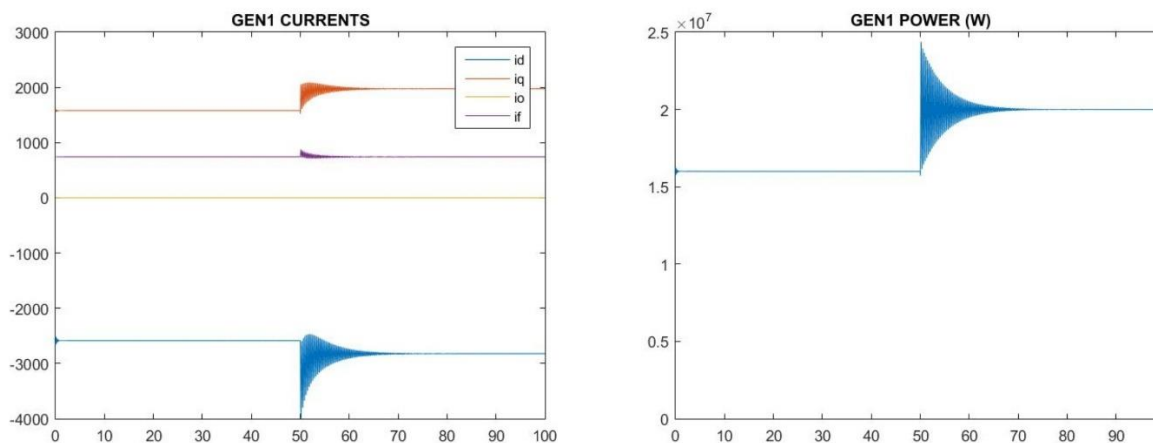 GEN1 CURRENTS
3000
2000
1000
0
-1000
-2000
-3000
-4000
0 10 20 30 40 50 60 70 80 90 100
id
iq
io
if
GEN1 POWER (W)
×10⁷
2.5
2
1.5
1
0.5
0
0 10 20 30 40 50 60 70 80 90